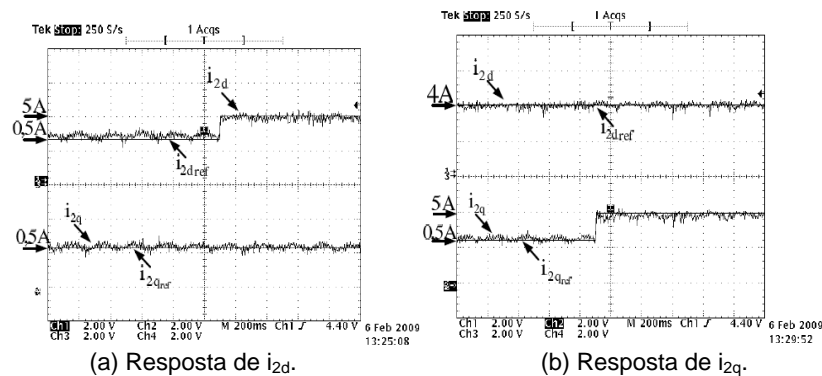 Tek Stop: 250 S/s
1 Acqs
i2d
5A
0,5A
i2dref
i2q
0,5A
i2qref
Ch1 2.00 V Ch2 2.00 V M 200ms Ch1 4.40 V
Ch3 2.00 V Ch4 2.00 V
6 Feb 2009
13:25:08
(a) Resposta de i2d.
Tek Stop: 250 S/s
1 Acqs
i2d
4A
i2dref
i2q
5A
0,5A
i2qref
Ch1 2.00 V Ch2 2.00 V M 200ms Ch1 4.40 V
Ch3 2.00 V Ch4 2.00 V
6 Feb 2009
13:29:52
(b) Resposta de i2q.